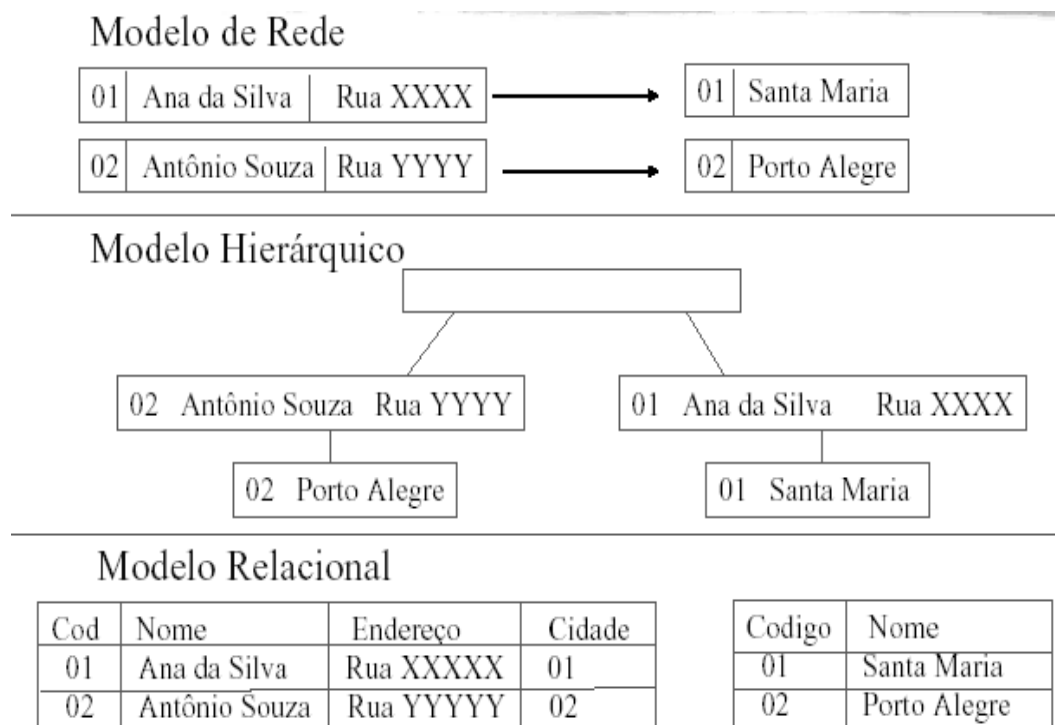 Modelo de Rede
01 Ana da Silva Rua XXXX 01 Santa Maria
02 Antônio Souza Rua YYYY 02 Porto Alegre
Modelo Hierárquico
02 Antônio Souza Rua YYYY 01 Ana da Silva Rua XXXX
02 Porto Alegre 01 Santa Maria
Modelo Relacional
Cod Nome Endereço Cidade Codigo Nome
01 Ana da Silva Rua XXXXX 01 01 Santa Maria
02 Antônio Souza Rua YYYYY 02 02 Porto Alegre